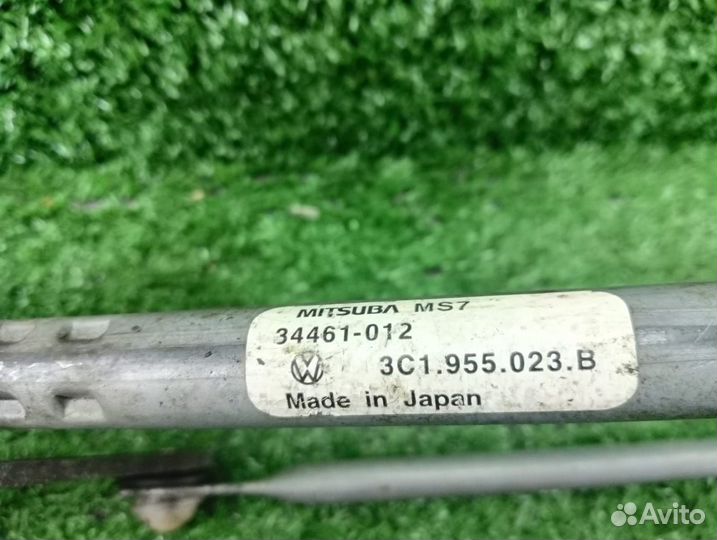 MITSUBA MS7
34461-012
3C1.955.023.B
Made in Japan
Avito